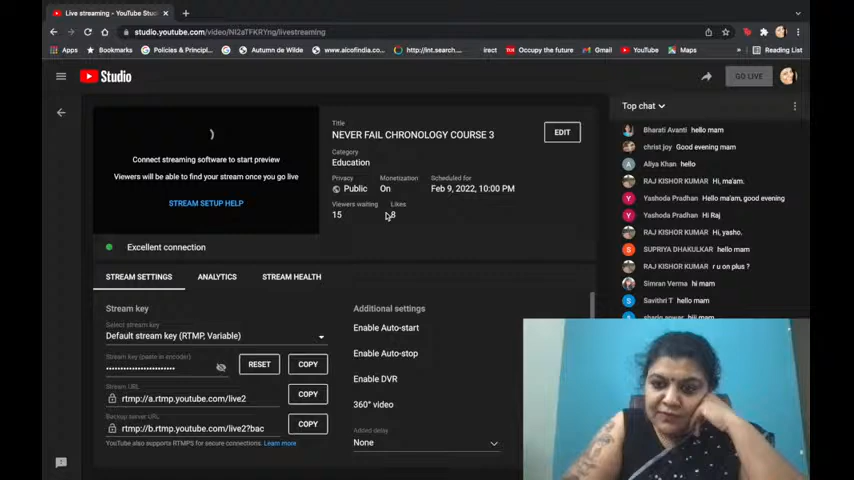 Live streaming - YouTube Stu
studio.youtube.com/video/NI2aTFKRYng/livestreaming
Apps
Bookmarks
Policias & Principl...
Autumn de Wilde
www.aicofindia.co...
http://int.search....
irect
Occupy the future
Gmail
YouTube
Maps
»
Reading List
Studio
GO LIVE
Connect streaming software to start preview
Viewers will be able to find your stream once you go live
STREAM SETUP HELP
Excellent connection
Title
NEVER FAIL CHRONOLOGY COURSE 3
EDIT
Category
Education
Privacy
Monetization
Scheduled for
Public
On
Feb 9, 2022, 10:00 PM
Viewers waiting
Likes
15
8
STREAM SETTINGS
ANALYTICS
STREAM HEALTH
Stream key
Select stream key
Default stream key (RTMP, Variable)
Stream key (paste in encoder)
••••••••••••••••••••••••
RESET
COPY
Stream URL
rtmp://a.rtmp.youtube.com/live2
COPY
Backup server URL
rtmp://b.rtmp.youtube.com/live2?bac
COPY
YouTube also supports RTMPS for secure connections. Learn more
Additional settings
Enable Auto-start
Enable Auto-stop
Enable DVR
360° video
Added delay
None
Top chat
Bharati Avanti hello mam
christ joy Good evening mam
A Aliya Khan hello
RAJ KISHOR KUMAR Hi, ma'am.
Y Yashoda Pradhan Hello ma'am, good evening
Y Yashoda Pradhan Hi Raj
RAJ KISHOR KUMAR Hi, yasho.
S SUPRIYA DHAKULKAR hello mam
RAJ KISHOR KUMAR r u on plus ?
Simran Verma hi mam
S Savithri T hello mam